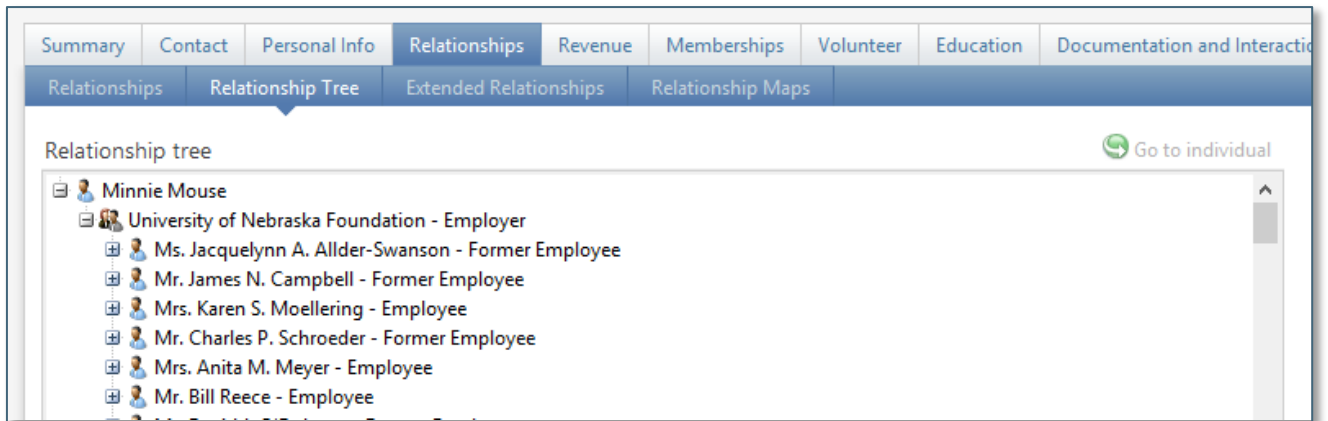 Summary Contact Personal Info Relationships Revenue Memberships Volunteer Education Documentation and
Relationships Relationship Tree Extended Relationships Relationship Maps
Relationship tree Go to individual
Minnie Mouse
University of Nebraska Foundation - Employer
Ms. Jacquelynn A. Allder-Swanson - Former Employee
Mr. James N. Campbell - Former Employee
Mrs. Karen S. Moellering - Employee
Mr. Charles P. Schroeder - Former Employee
Mrs. Anita M. Meyer - Employee
Mr. Bill Reece - Employee